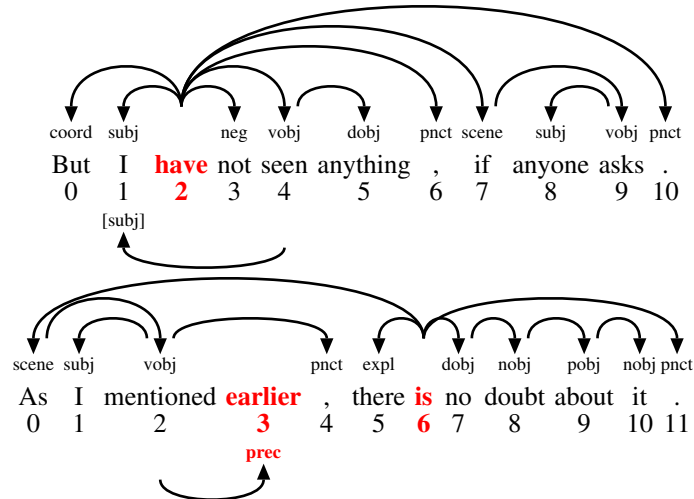 coord subj neg vobj dobj pnct scene subj vobj pnct
But I have not seen anything , if anyone asks .
0 1 2 3 4 5 6 7 8 9 10
[subj]
scene subj vobj pnct expl dobj nobj pobj nobj pnct
As I mentioned earlier , there is no doubt about it .
0 1 2 3 4 5 6 7 8 9 10 11
prec